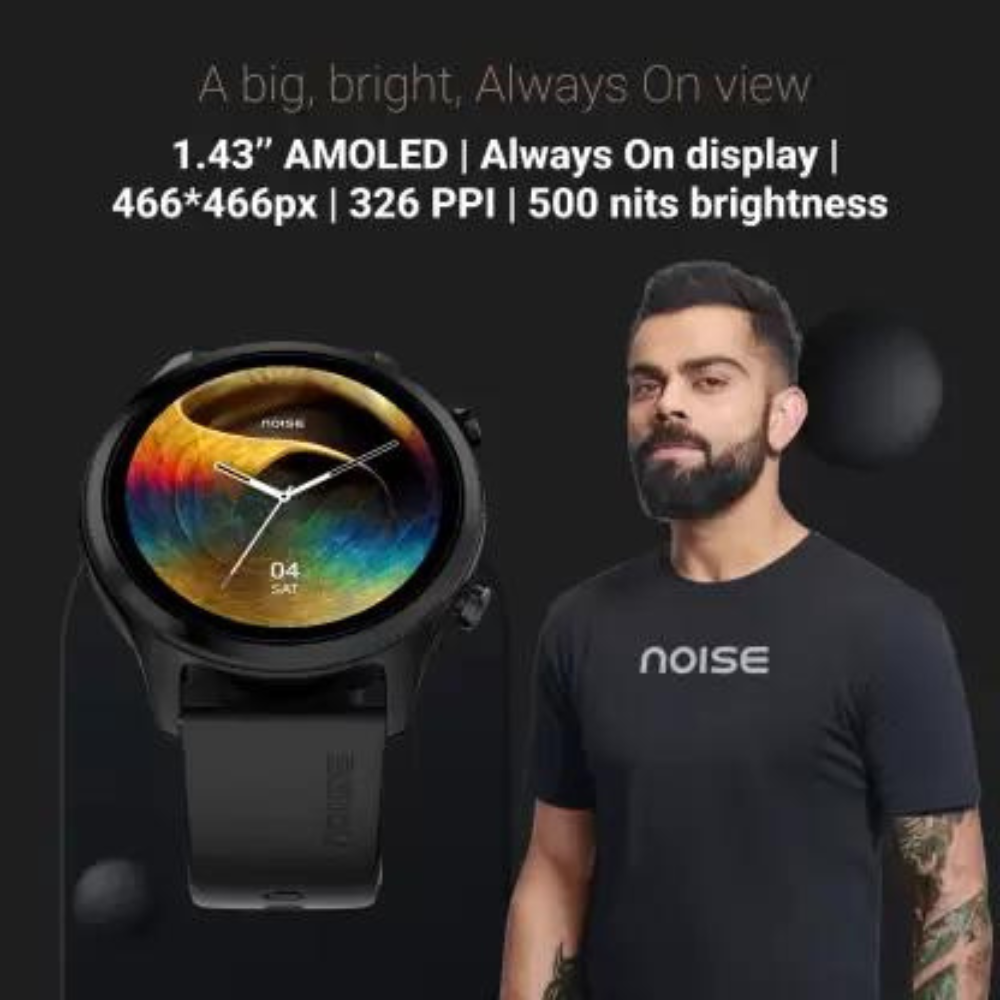 A big, bright, Always On view
1.43” AMOLED | Always On display |
466*466px | 326 PPI | 500 nits brightness
noise
04
SAT
noise
noise